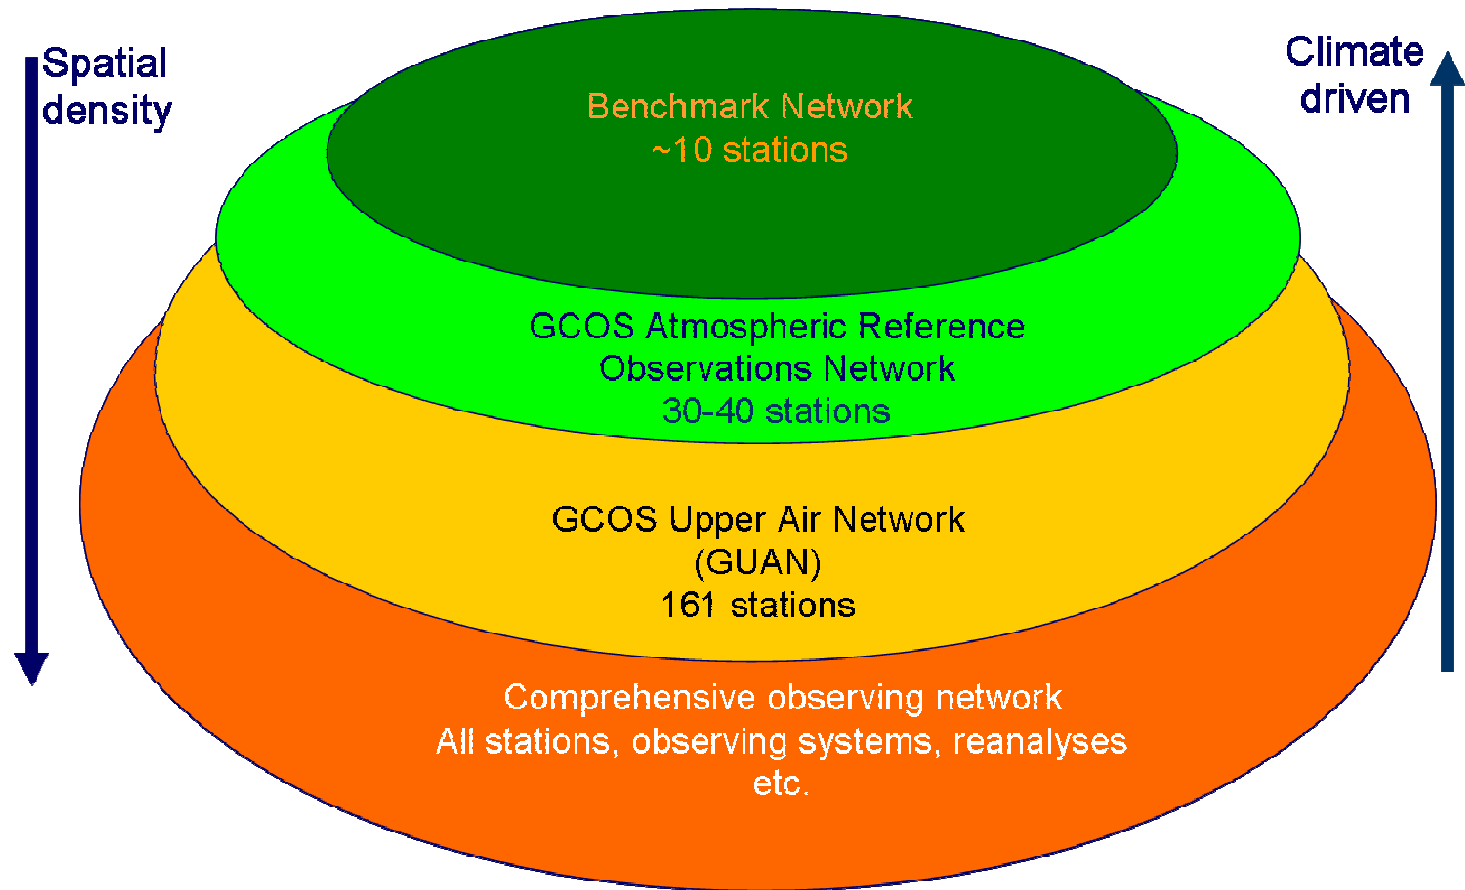 Spatial
density
Climate
driven
Benchmark Network
~10 stations
GCOS Atmospheric Reference
Observations Network
30-40 stations
GCOS Upper Air Network
(GUAN)
161 stations
Comprehensive observing network
All stations, observing systems, reanalyses
etc.